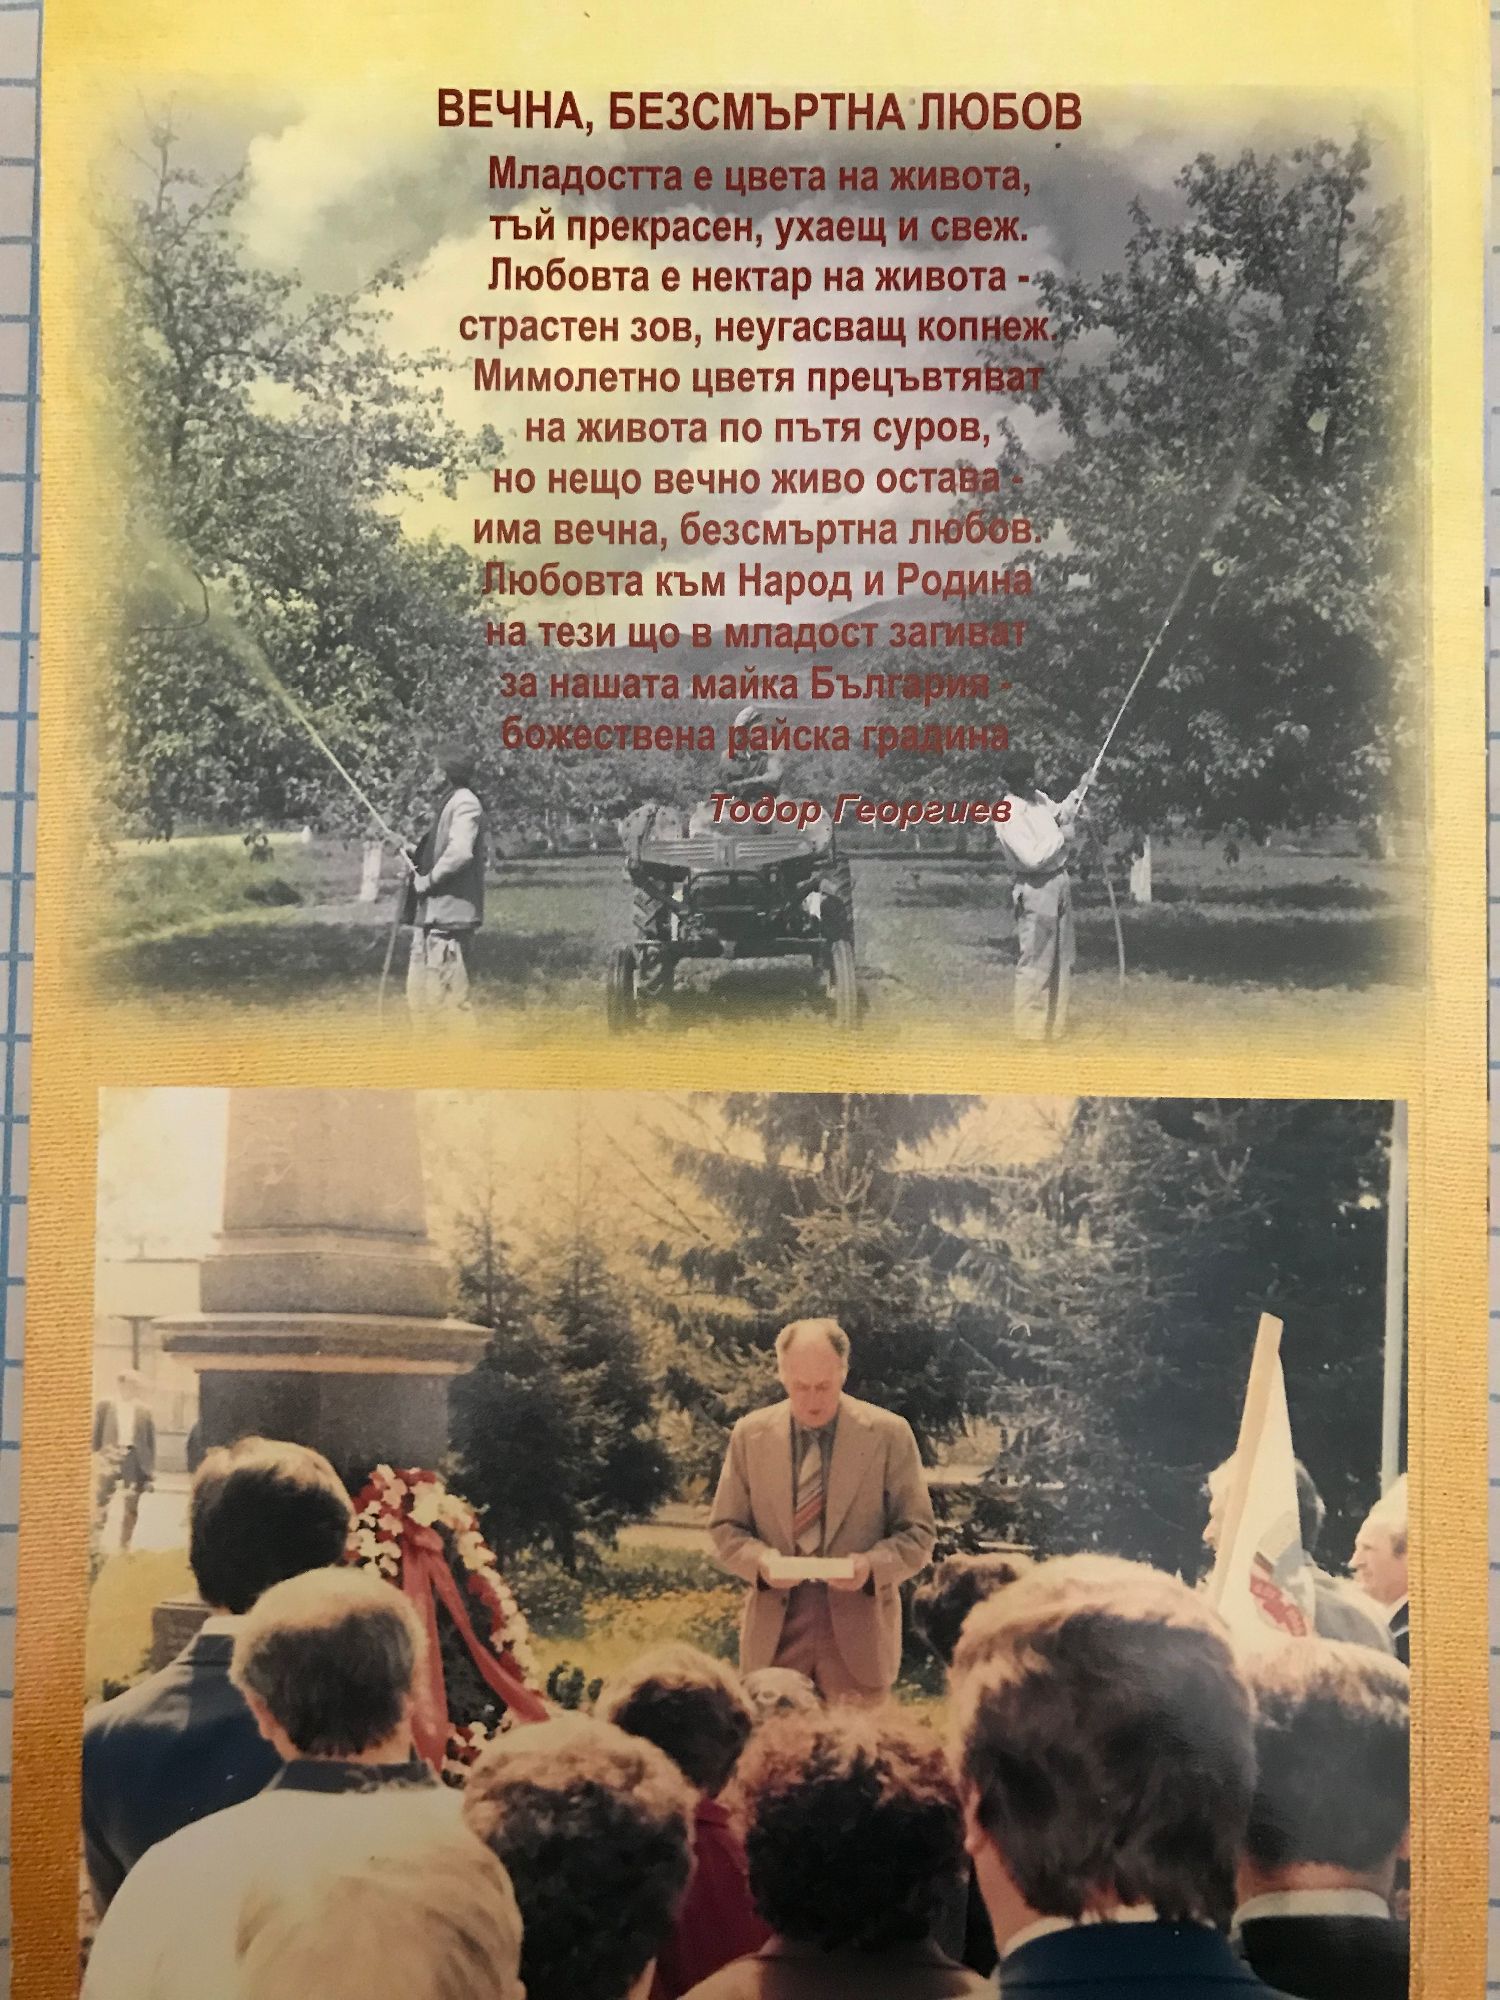 ВЕЧНА, БЕЗСМЪРТНА ЛЮБОВ
Младостта е цвета на живота,
тъй прекрасен, ухаещ и свеж.
Любовта е нектар на живота -
страстен зов, неугасващ копнеж.
Мимолетно цветя прецъвтяват
на живота по пътя суров,
но нещо вечно живо остава -
има вечна, безсмъртна любов.
Любовта към Народ и Родина
на тези що в младост загиват
за нашата майка България -
божествена райска градина
Тодор Георгиев